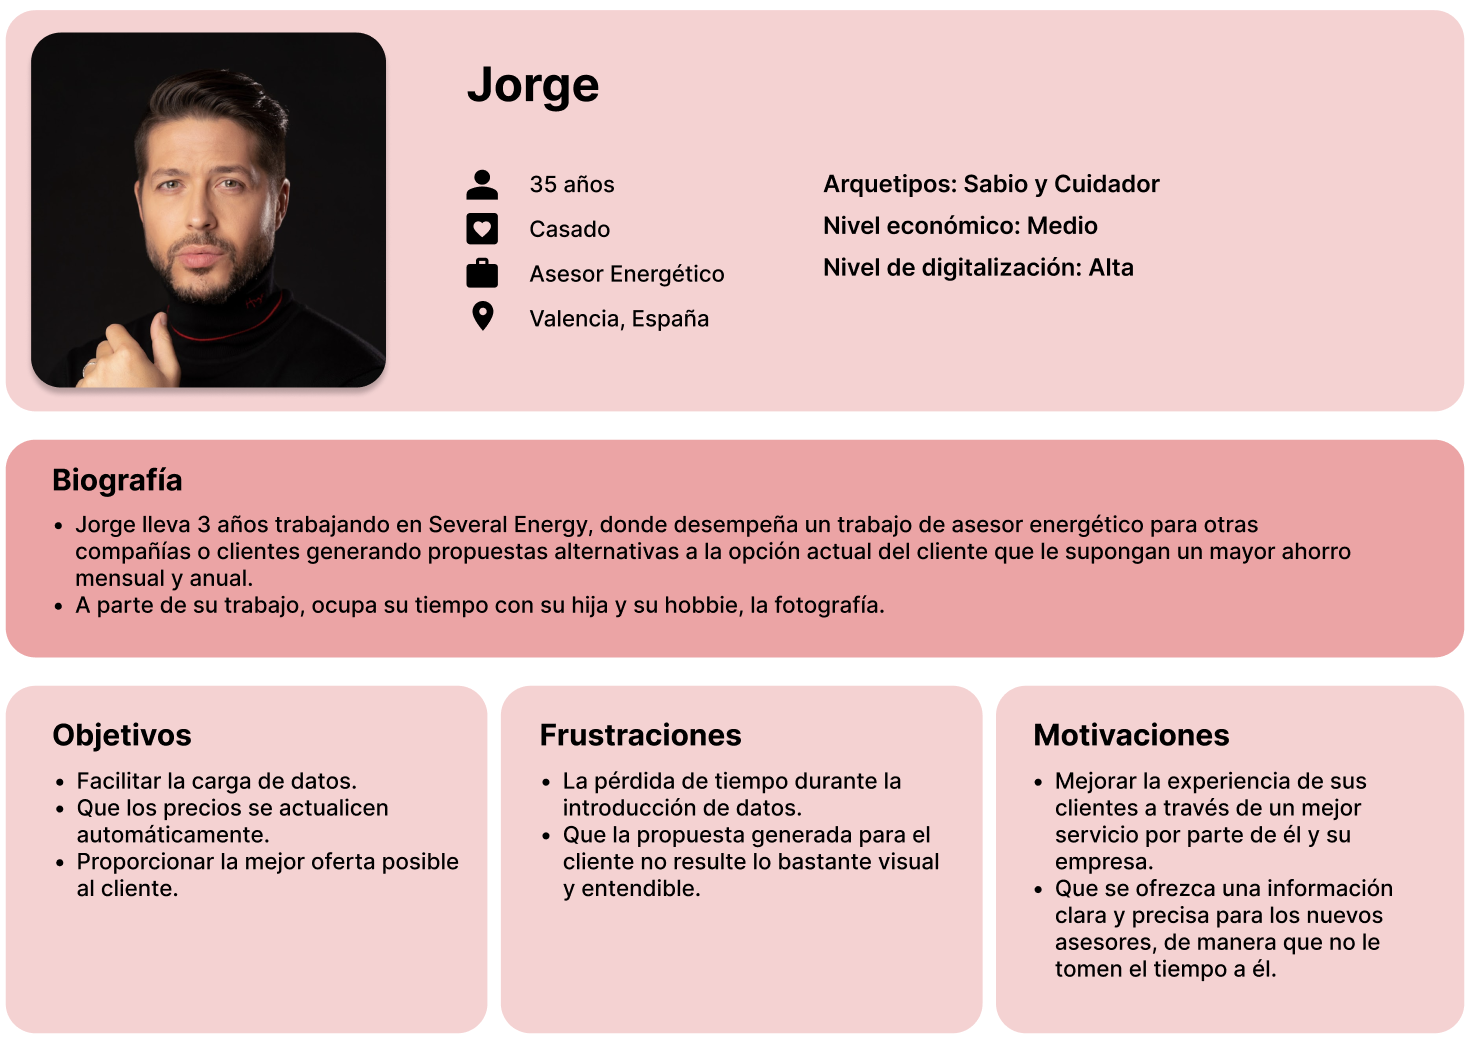 Jorge
35 años
Casado
Asesor Energético
Valencia, España
Arquetipos: Sabio y Cuidador
Nivel económico: Medio
Nivel de digitalización: Alta
Biografía
• Jorge lleva 3 años trabajando en Several Energy, donde desempeña un trabajo de asesor energético para otras
compañías o clientes generando propuestas alternativas a la opción actual del cliente que le supongan un mayor ahorro
mensual y anual.
• A parte de su trabajo, ocupa su tiempo con su hija y su hobbie, la fotografía.
Objetivos
• Facilitar la carga de datos.
• Que los precios se actualicen
automáticamente.
• Proporcionar la mejor oferta posible
al cliente.
Frustraciones
• La pérdida de tiempo durante la
introducción de datos.
• Que la propuesta generada para el
cliente no resulte lo bastante visual
y entendible.
Motivaciones
• Mejorar la experiencia de sus
clientes a través de un mejor
servicio por parte de él y su
empresa.
• Que se ofrezca una información
clara y precisa para los nuevos
asesores, de manera que no le
tomen el tiempo a él.